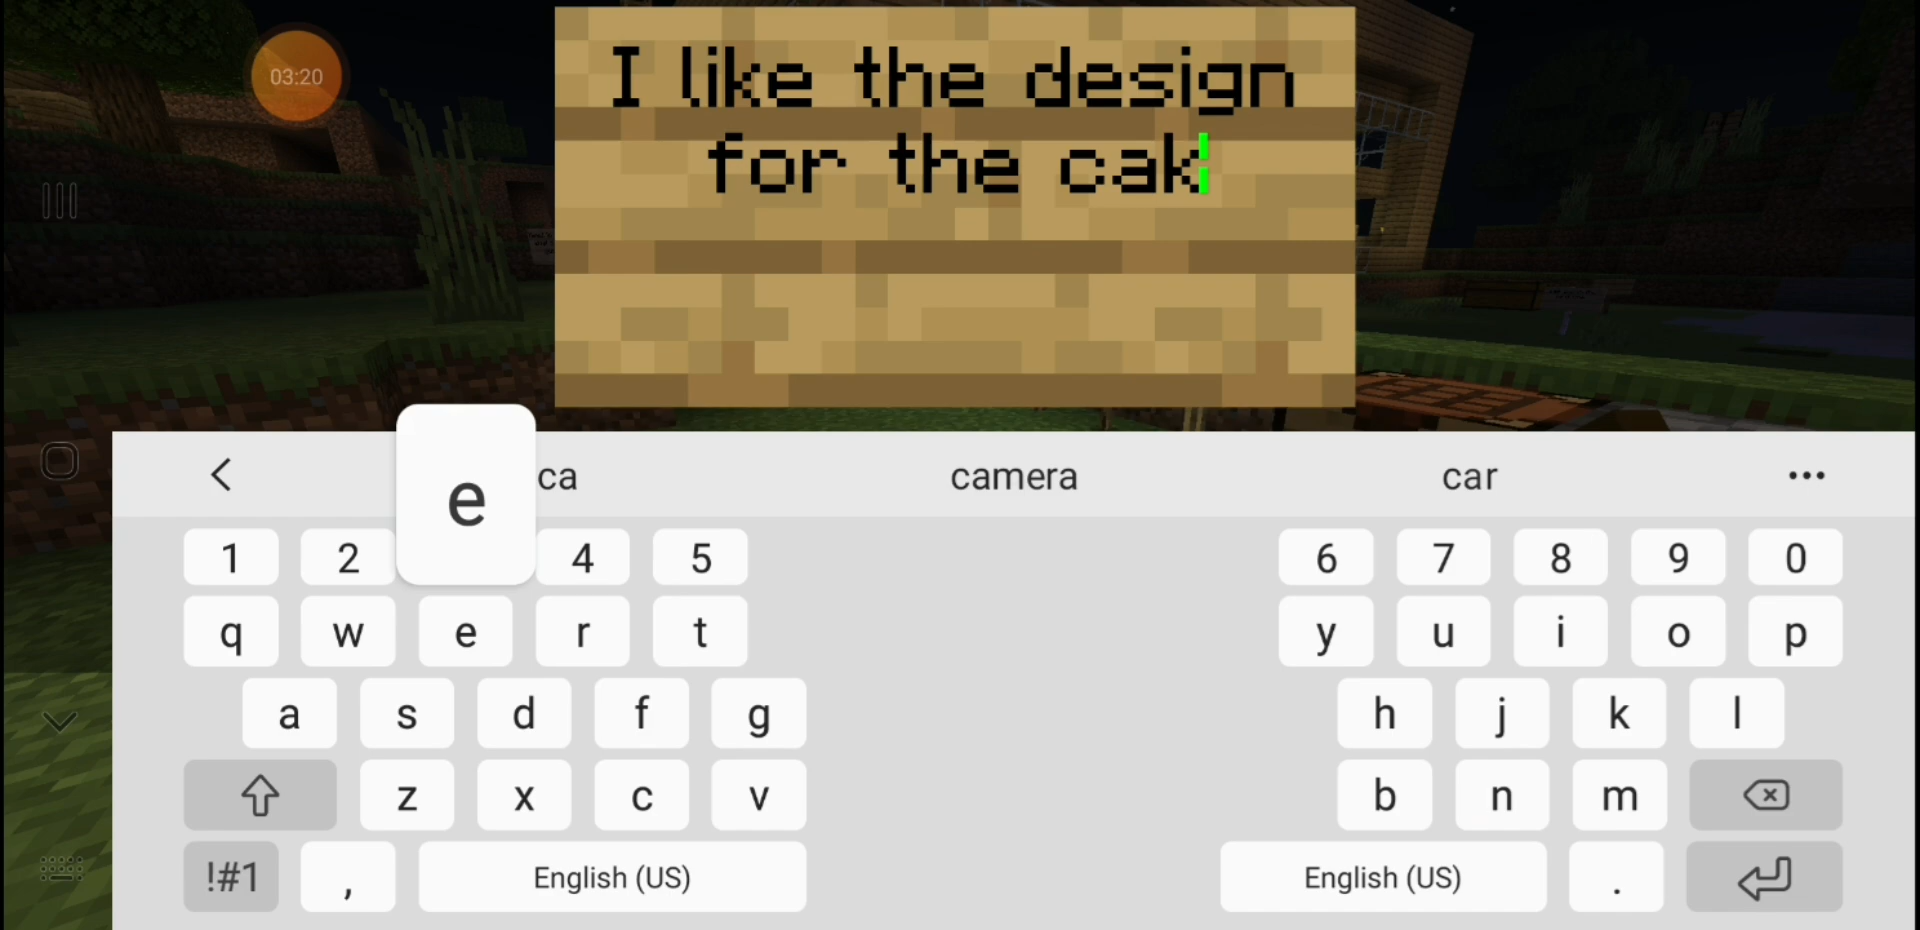 03:20
I like the design
for the cak
e
ca camera car
1 2 4 5 6 7 8 9 0
q w e r t y u i o p
a s d f g h j k l
z x c v b n m
!#1 , English (US) English (US) .